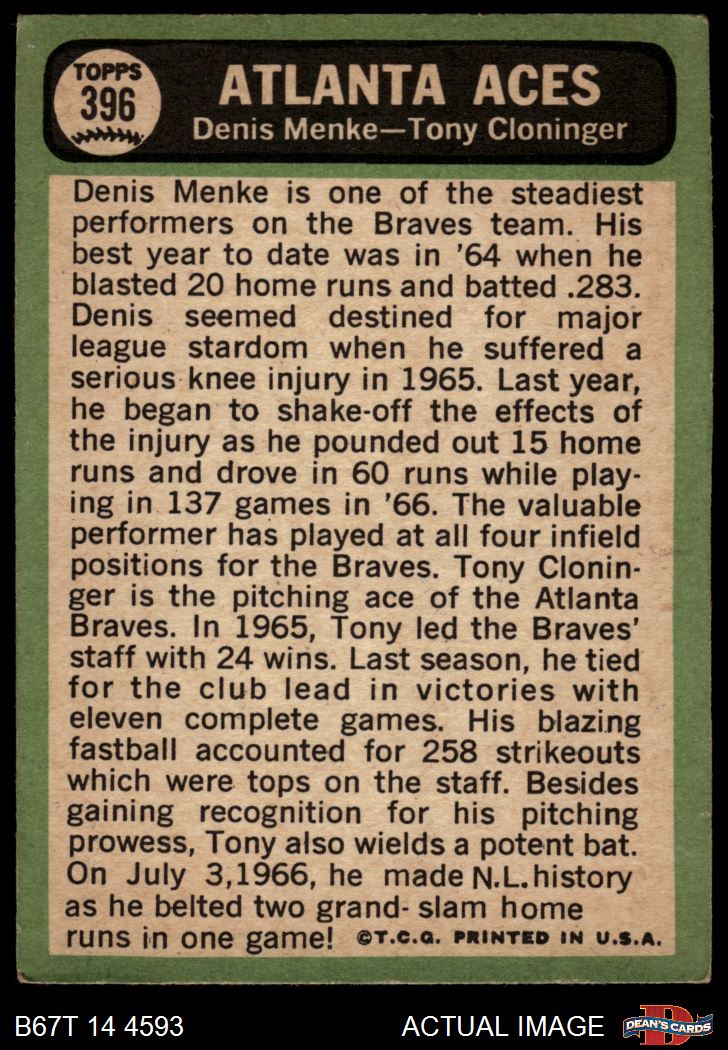 TOPPS
396
ATLANTA ACES
Denis Menke—Tony Cloninger
Denis Menke is one of the steadiest
performers on the Braves team. His
best year to date was in '64 when he
blasted 20 home runs and batted .283.
Denis seemed destined for major
league stardom when he suffered a
serious knee injury in 1965. Last year,
he began to shake-off the effects of
the injury as he pounded out 15 home
runs and drove in 60 runs while play-
ing in 137 games in '66. The valuable
performer has played at all four infield
positions for the Braves. Tony Clonin-
ger is the pitching ace of the Atlanta
Braves. In 1965, Tony led the Braves'
staff with 24 wins. Last season, he tied
for the club lead in victories with
eleven complete games. His blazing
fastball accounted for 258 strikeouts
which were tops on the staff. Besides
gaining recognition for his pitching
prowess, Tony also wields a potent bat.
On July 3,1966, he made N.L. history
as he belted two grand- slam home
runs in one game! ©T.C.G. PRINTED IN U.S.A.
B67T 14 4593
ACTUAL IMAGE
D
DEAN'S CARDS